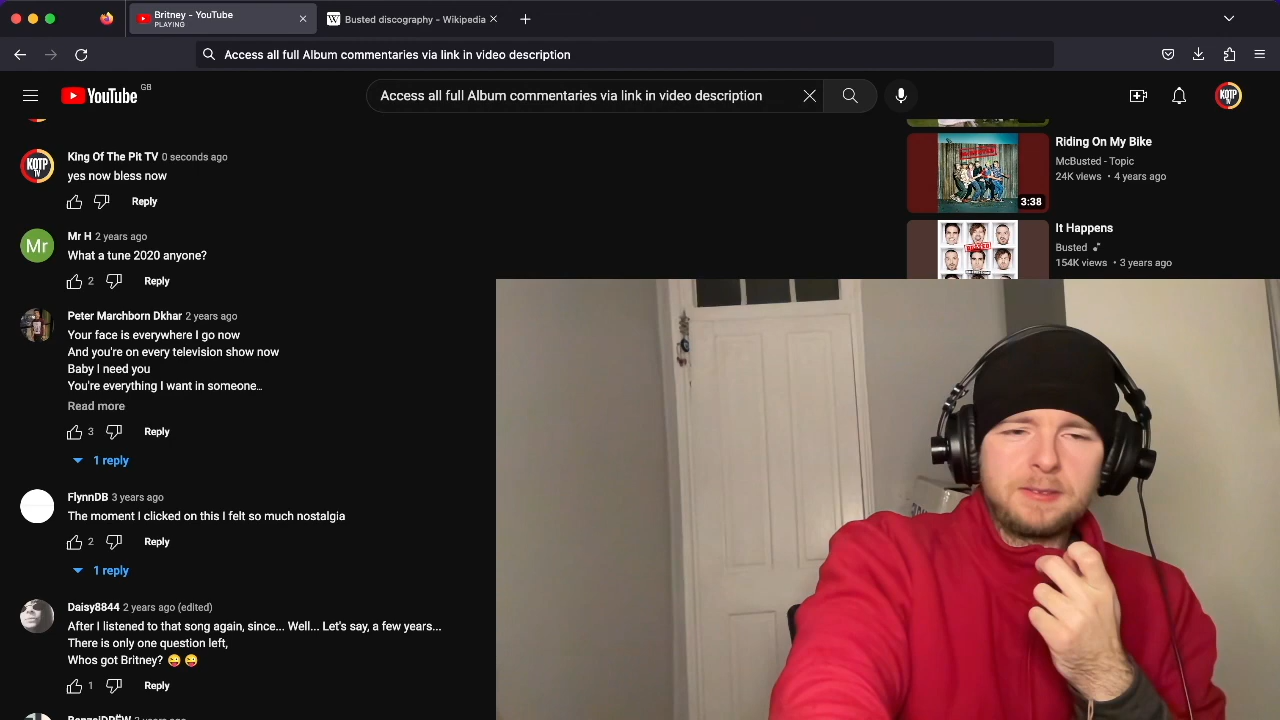 Britney - YouTube
PLAYING
Busted discography - Wikipedia
Access all full Album commentaries via link in video description
YouTube
GB
Access all full Album commentaries via link in video description
KOTP
TV
King Of The Pit TV 0 seconds ago
yes now bless now
Reply
Mr
Mr H 2 years ago
What a tune 2020 anyone?
2
Reply
Peter Marchborn Dkhar 2 years ago
Your face is everywhere I go now
And you're on every television show now
Baby I need you
You're everything I want in someone…
Read more
3
Reply
1 reply
FlynnDB 3 years ago
The moment I clicked on this I felt so much nostalgia
2
Reply
1 reply
Daisy8844 2 years ago (edited)
After I listened to that song again, since... Well... Let's say, a few years...
There is only one question left,
Whos got Britney? 😜 😜
1
Reply
KOTP
TV
3:38
Riding On My Bike
McBusted - Topic
24K views • 4 years ago
BUSTED
It Happens
Busted
154K views • 3 years ago